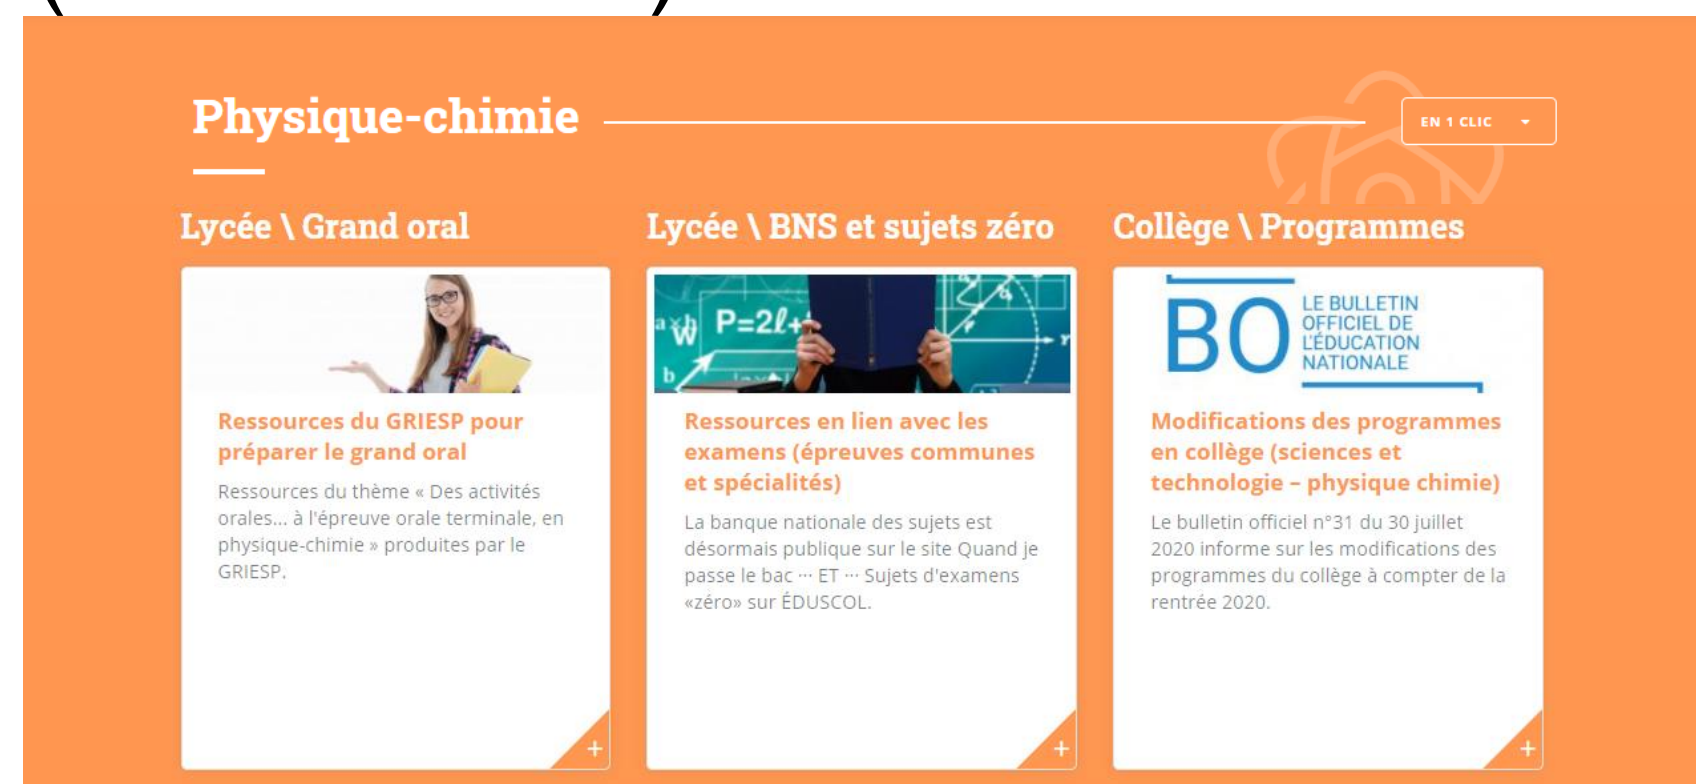 Physique-chimie
EN 1 CLIC
Lycée \ Grand oral
Ressources du GRIESP pour
préparer le grand oral
Ressources du thème « Des activités
orales... à l'épreuve orale terminale, en
physique-chimie » produites par le
GRIESP.
+
Lycée \ BNS et sujets zéro
P=2ℓ+
W
b
r
Ressources en lien avec les
examens (épreuves communes
et spécialités)
La banque nationale des sujets est
désormais publique sur le site Quand je
passe le bac ··· ET ··· Sujets d'examens
«zéro» sur ÉDUSCOL.
+
Collège \ Programmes
BO
LE BULLETIN
OFFICIEL DE
L'ÉDUCATION
NATIONALE
Modifications des programmes
en collège (sciences et
technologie – physique chimie)
Le bulletin officiel n°31 du 30 juillet
2020 informe sur les modifications des
programmes du collège à compter de la
rentrée 2020.
+